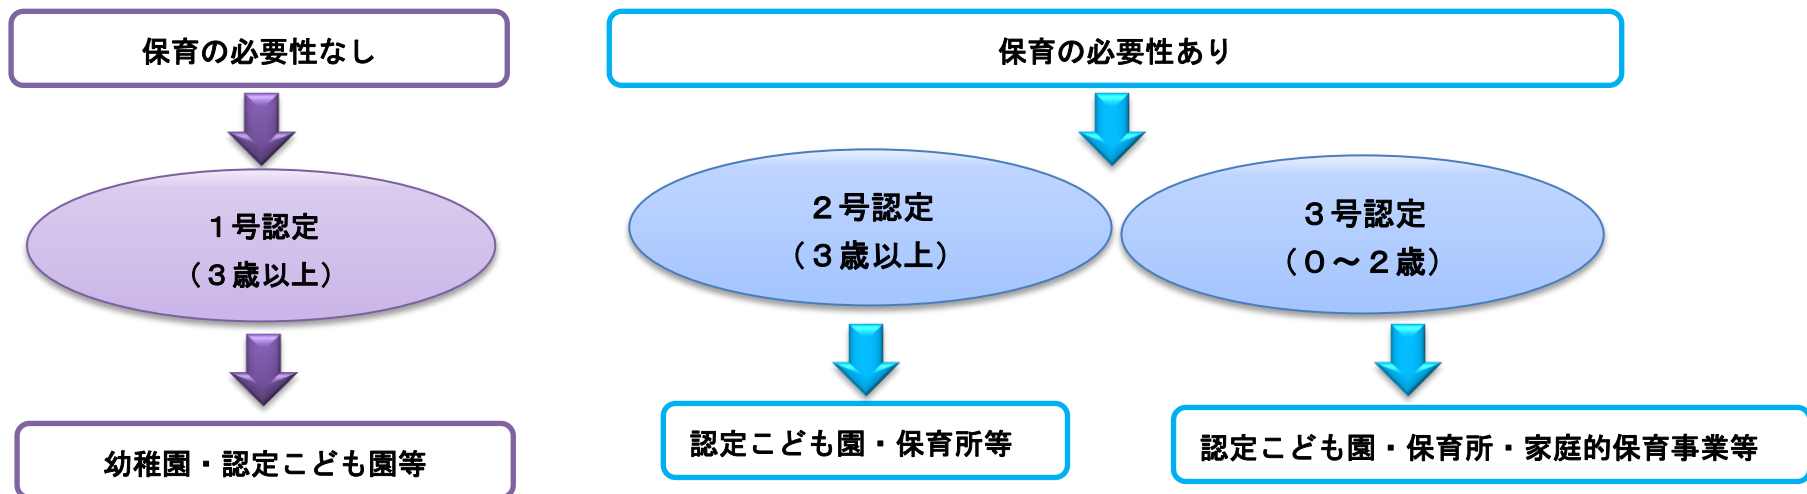 保育の必要性なし
保育の必要性あり
１号認定
（３歳以上）
２号認定
（３歳以上）
３号認定
（０～２歳）
幼稚園・認定こども園等
認定こども園・保育所等
認定こども園・保育所・家庭的保育事業等